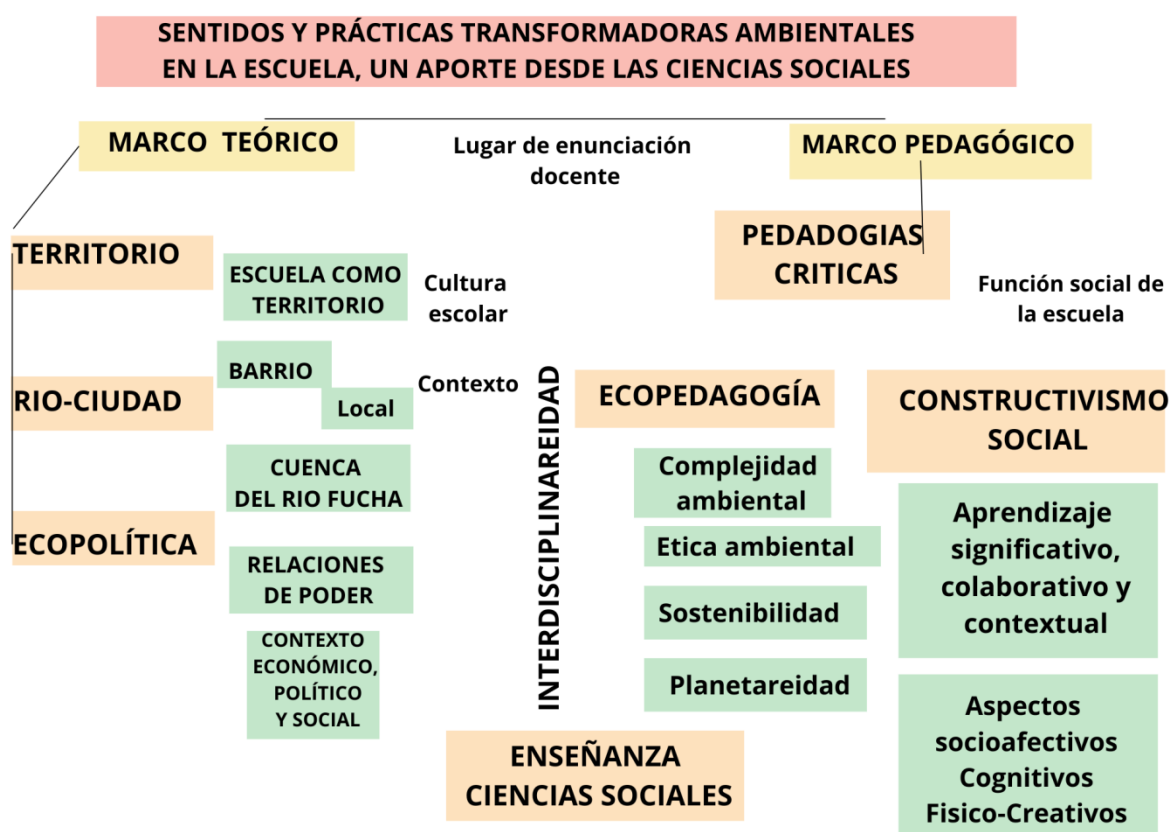 SENTIDOS Y PRÁCTICAS TRANSFORMADORAS AMBIENTALES
EN LA ESCUELA, UN APORTE DESDE LAS CIENCIAS SOCIALES
MARCO TEÓRICO
Lugar de enunciación
docente
MARCO PEDAGÓGICO
TERRITORIO
ESCUELA COMO
TERRITORIO
Cultura
escolar
RIO-CIUDAD
BARRIO
Local
Contexto
CUENCA
DEL RIO FUCHA
ECOPOLÍTICA
RELACIONES
DE PODER
CONTEXTO
ECONÓMICO,
POLÍTICO
Y SOCIAL
INTERDISCIPLINAREIDAD
PEDADOGIAS
CRITICAS
Función social de
la escuela
ECOPEDAGOGÍA
Complejidad
ambiental
Etica ambiental
Sostenibilidad
Planetareidad
CONSTRUCTIVISMO
SOCIAL
Aprendizaje
significativo,
colaborativo y
contextual
Aspectos
socioafectivos
Cognitivos
Fisico-Creativos
ENSEÑANZA
CIENCIAS SOCIALES